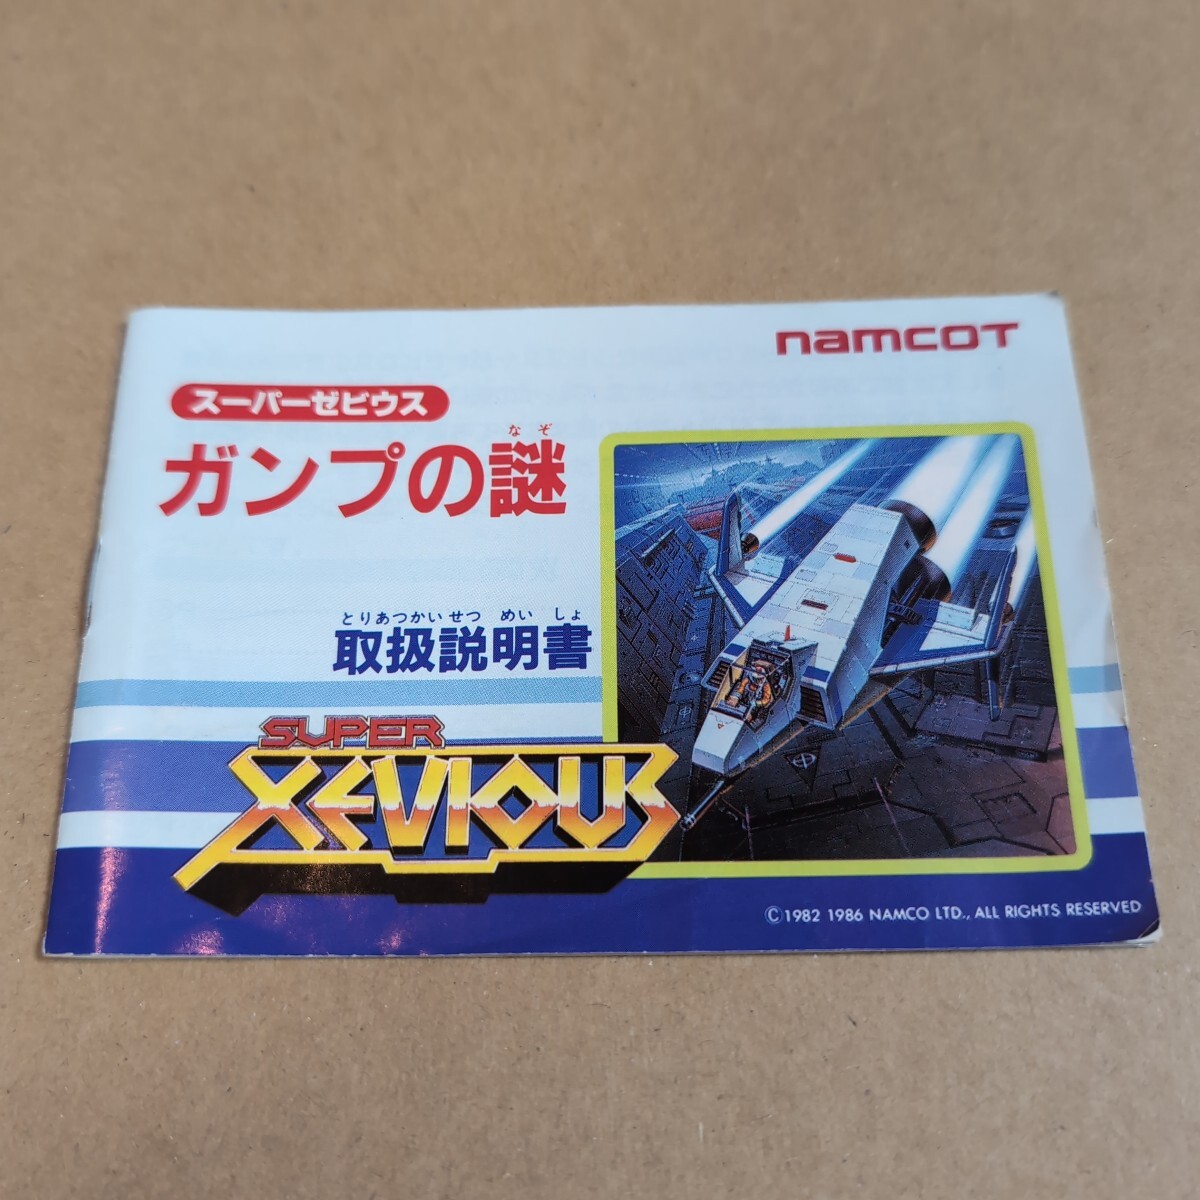 namcoT
スーパーゼビウス
なぞ
ガンプの謎
とりあつかいせつ めい しょ
取扱説明書
SUPER
XEVIOUS
©1982 1986 NAMCO LTD., ALL RIGHTS RESERVED